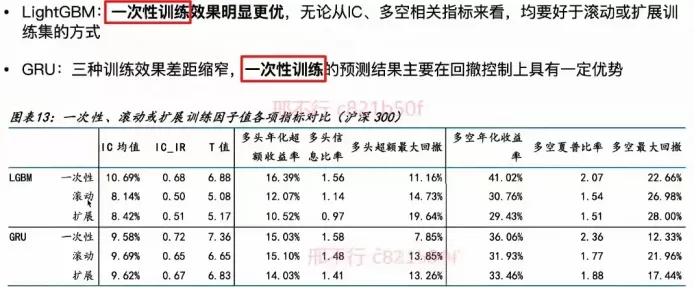 • LightGBM：一次性训练效果明显更优，无论从IC、多空相关指标来看，均要好于滚动或扩展训
练集的方式
• GRU：三种训练效果差距缩窄，一次性训练的预测结果主要在回撤控制上具有一定优势
邢不行 c821b50f
图表13：一次性、滚动或扩展训练因子值各项指标对比（沪深 300）
IC 均值 IC_IR T 值 多头年化超额收益率 多头信息比率 多头超额最大回撤 多空年化收益率 多空夏普比率 多空最大回撤
LGBM 一次性 10.69% 0.68 6.88 16.39% 1.56 11.16% 41.02% 2.07 22.66%
滚动 8.14% 0.50 5.08 12.07% 1.14 14.73% 30.76% 1.54 26.98%
扩展 8.42% 0.51 5.17 10.52% 0.97 19.64% 29.43% 1.51 28.00%
GRU 一次性 9.58% 0.72 7.36 15.03% 1.58 7.85% 36.06% 2.36 12.33%
滚动 9.69% 0.65 6.65 15.10% 1.48 13.85% 31.93% 1.77 21.96%
扩展 9.62% 0.67 6.83 14.03% 1.41 13.26% 33.46% 1.88 17.44%
邢不行 c821b50f